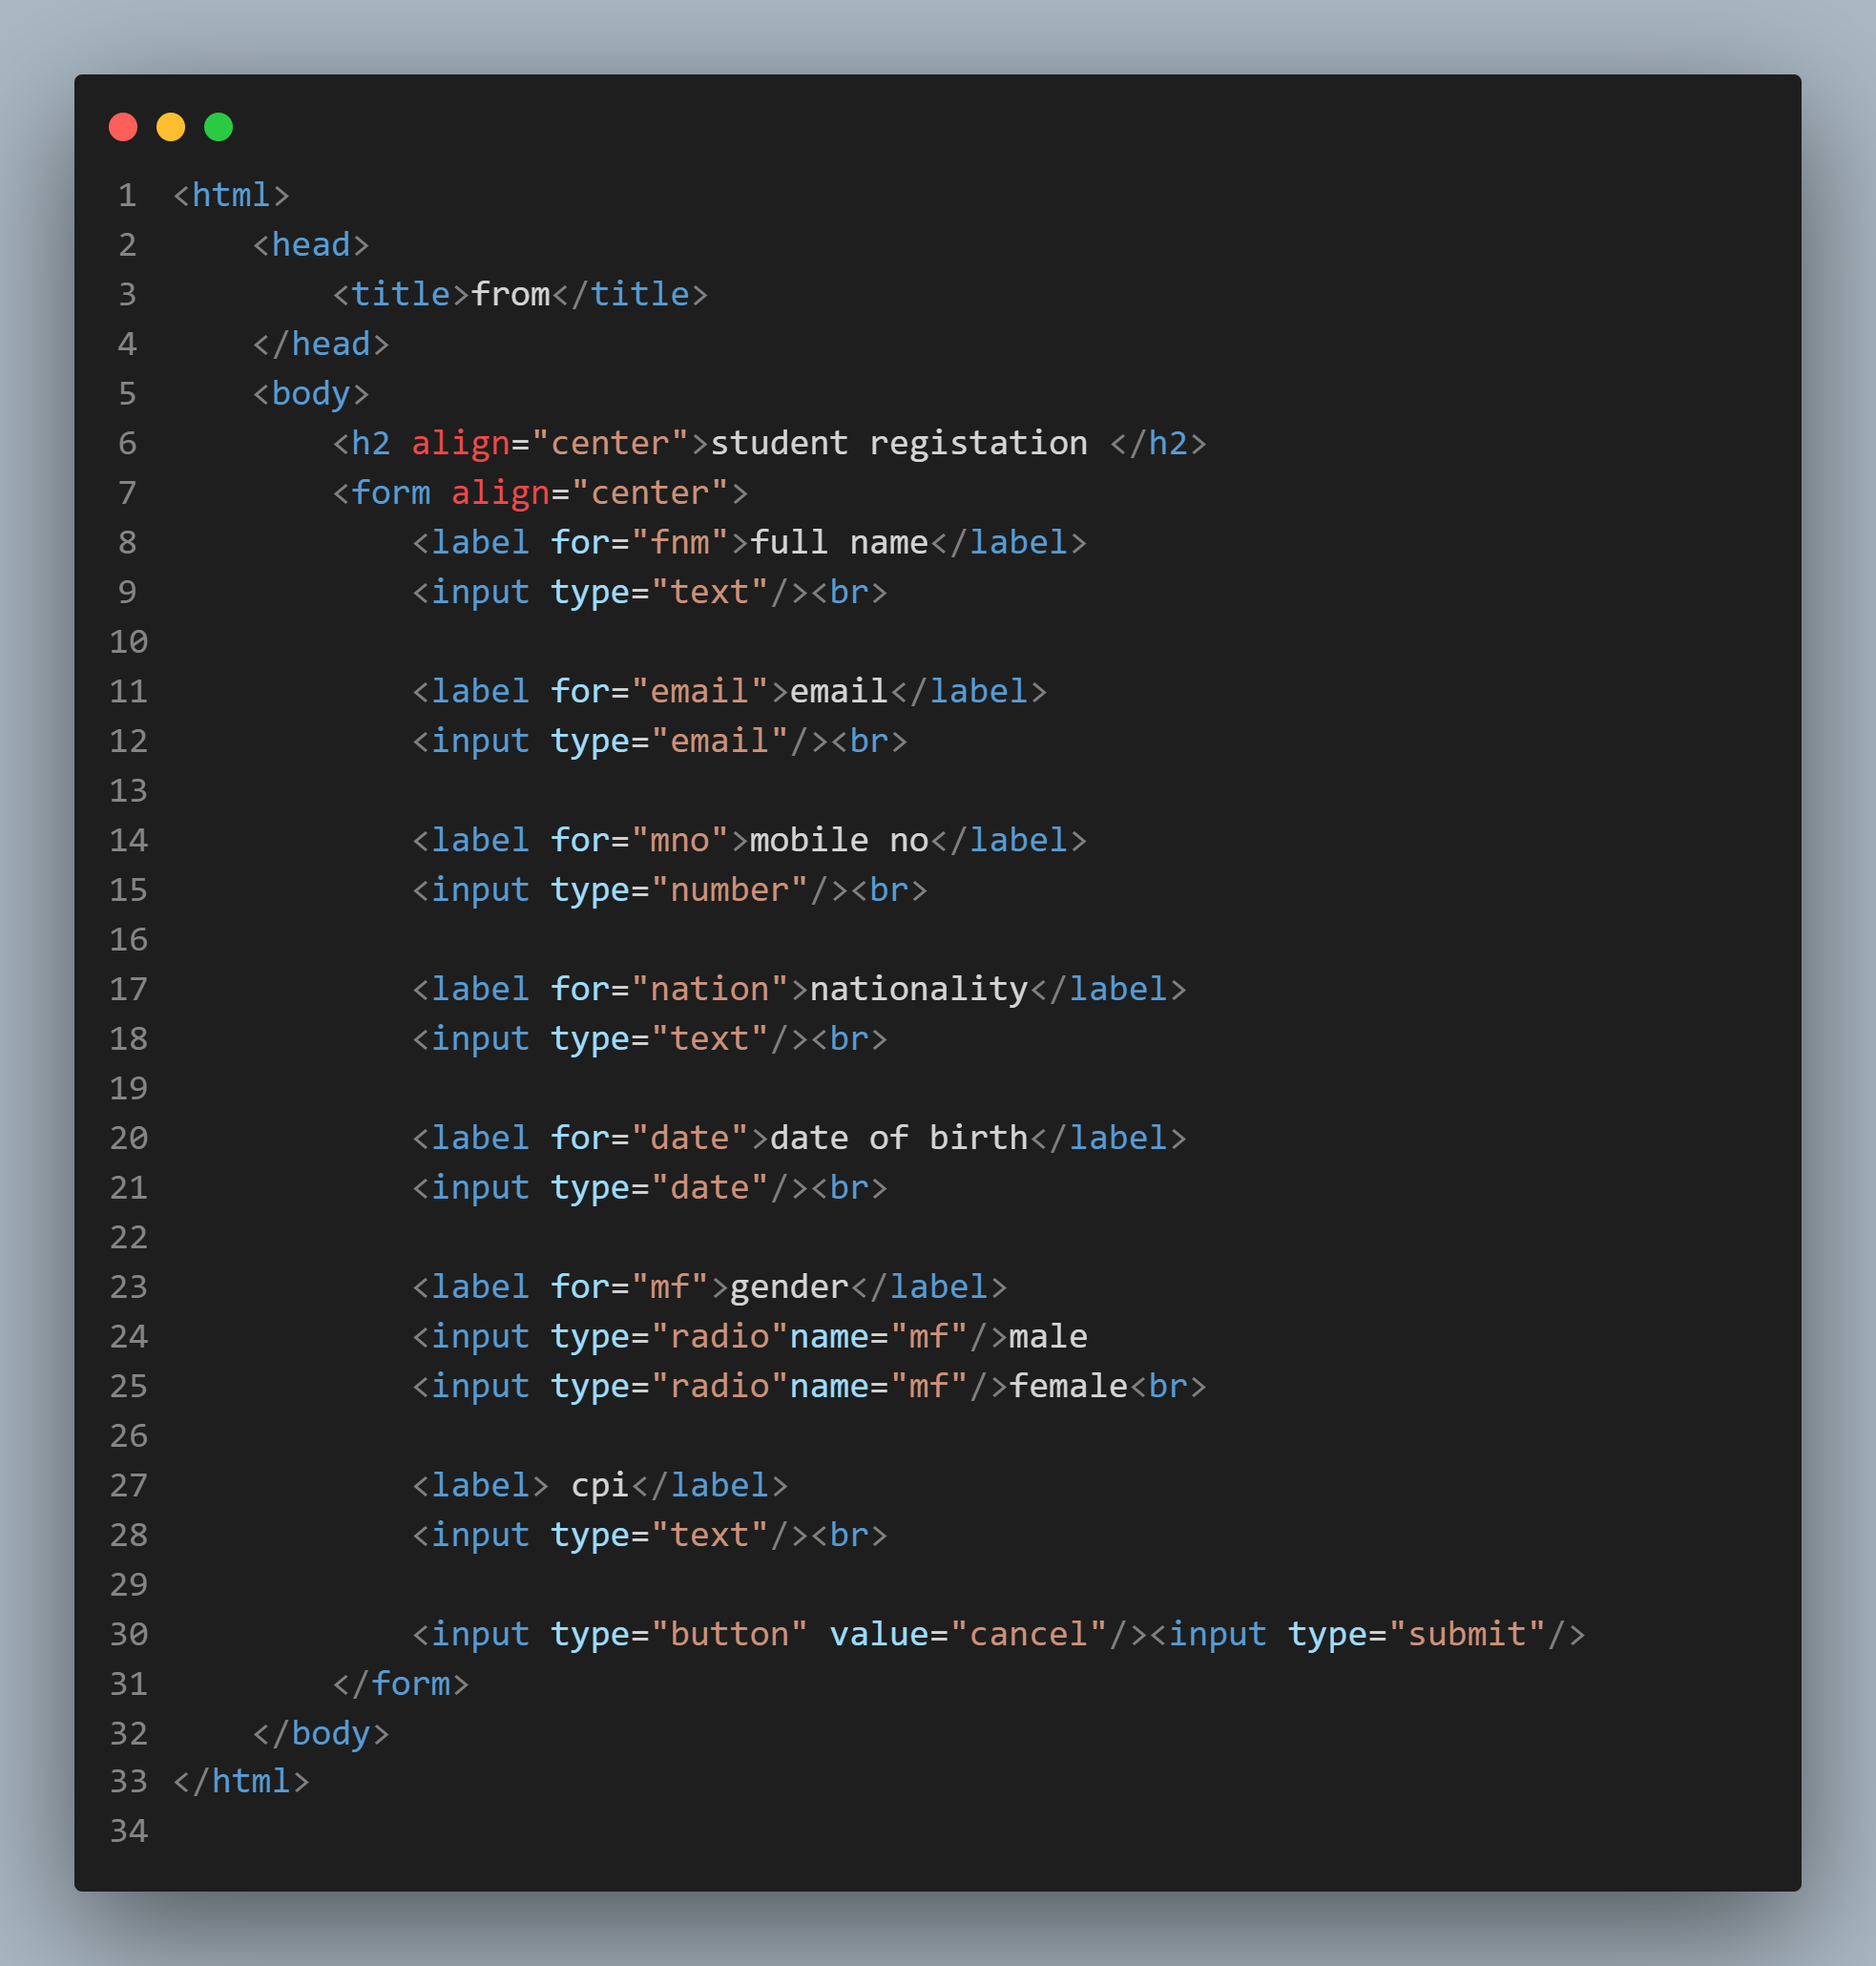 1 <html>
2     <head>
3         <title>from</title>
4     </head>
5     <body>
6         <h2 align="center">student registation </h2>
7         <form align="center">
8             <label for="fnm">full name</label>
9             <input type="text"/><br>
10
11             <label for="email">email</label>
12             <input type="email"/><br>
13
14             <label for="mno">mobile no</label>
15             <input type="number"/><br>
16
17             <label for="nation">nationality</label>
18             <input type="text"/><br>
19
20             <label for="date">date of birth</label>
21             <input type="date"/><br>
22
23             <label for="mf">gender</label>
24             <input type="radio"name="mf"/>male
25             <input type="radio"name="mf"/>female<br>
26
27             <label> cpi</label>
28             <input type="text"/><br>
29
30             <input type="button" value="cancel"/><input type="submit"/>
31         </form>
32     </body>
33 </html>
34